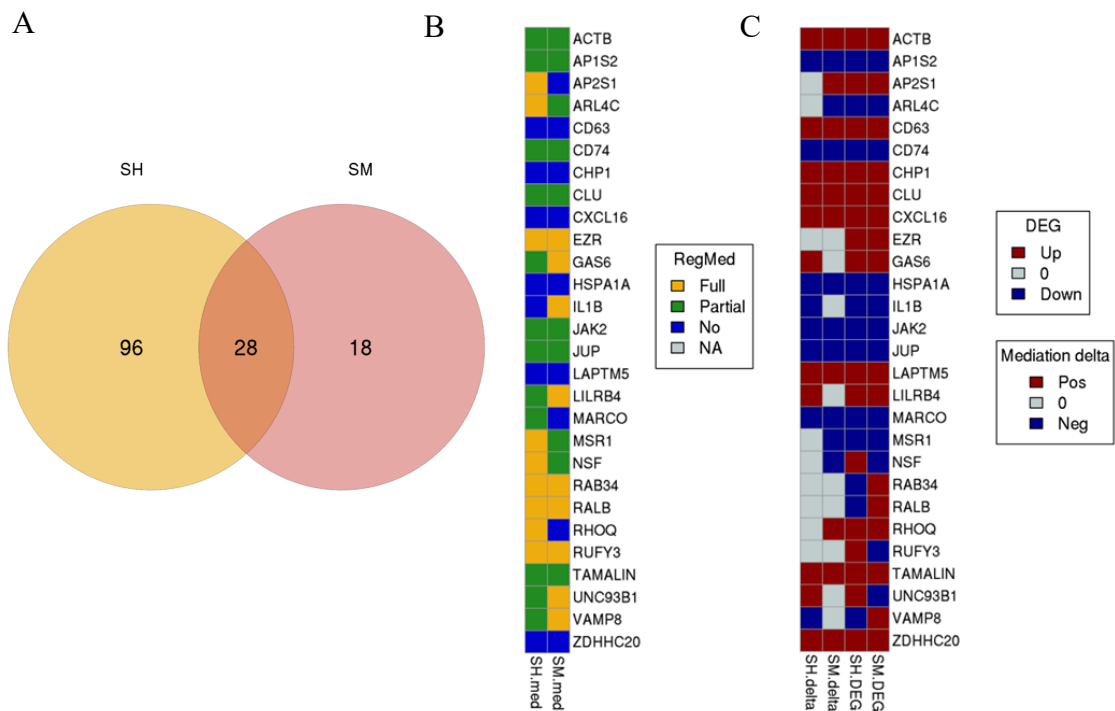 A
B
C
SH
SM
96
28
18
ACTB
AP1S2
AP2S1
ARL4C
CD63
CD74
CHP1
CLU
CXCL16
EZR
GAS6
HSPA1A
IL1B
JAK2
JUP
LAPTM5
LILRB4
MARCO
MSR1
NSF
RAB34
RALB
RHOQ
RUFY3
TAMALIN
UNC93B1
VAMP8
ZDHHC20
SH.med
SM.med
RegMed
Full
Partial
No
NA
ACTB
AP1S2
AP2S1
ARL4C
CD63
CD74
CHP1
CLU
CXCL16
EZR
GAS6
HSPA1A
IL1B
JAK2
JUP
LAPTM5
LILRB4
MARCO
MSR1
NSF
RAB34
RALB
RHOQ
RUFY3
TAMALIN
UNC93B1
VAMP8
ZDHHC20
SH.delta
SM.delta
SH.DEG
SM.DEG
DEG
Up
0
Down
Mediation delta
Pos
0
Neg